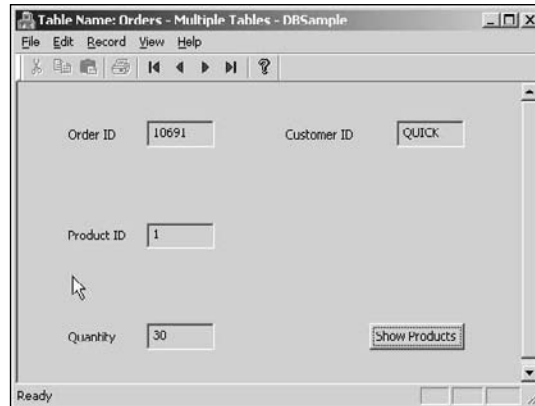 Table Name: Orders - Multiple Tables - DBSample
File Edit Record View Help
Order ID 10691 Customer ID QUICK
Product ID 1
Quantity 30 Show Products
Ready